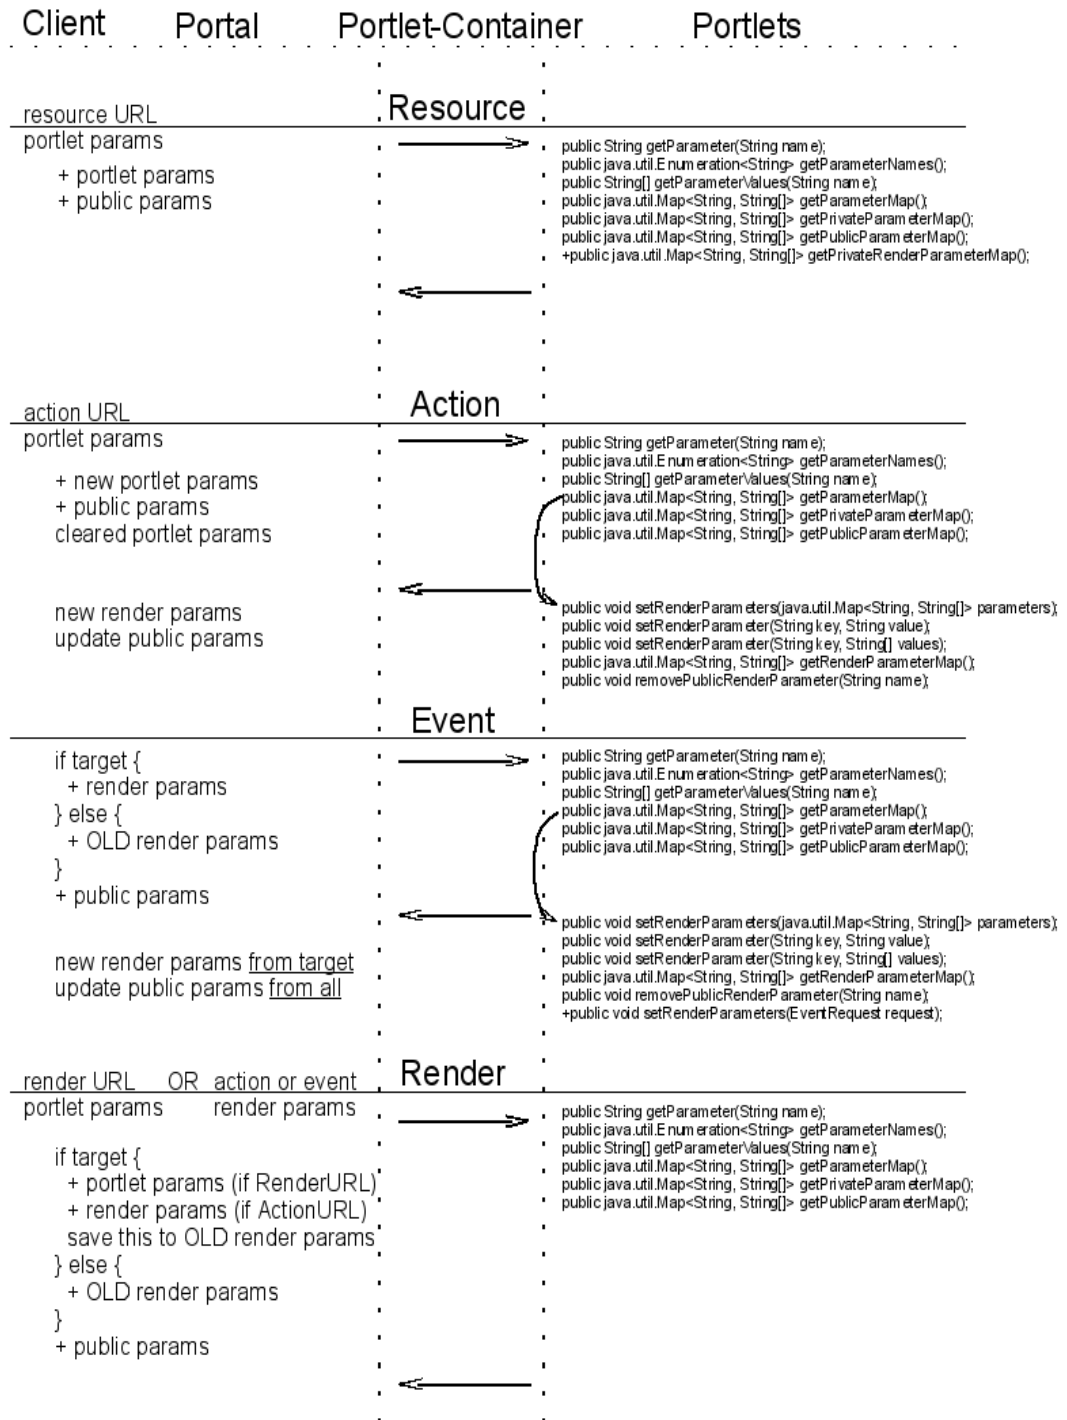 Client Portal Portlet-Container Portlets
resource URL
Resource
portlet params
+ portlet params
+ public params
public String getParameter(String name);
public java.util.Enumeration<String> getParameterNames();
public String[] getParameterValues(String name);
public java.util.Map<String, String[]> getParameterMap();
public java.util.Map<String, String[]> getPrivateParameterMap();
public java.util.Map<String, String[]> getPublicParameterMap();
+public java.util.Map<String, String[]> getPrivateRenderParameterMap();
action URL
Action
portlet params
+ new portlet params
+ public params
cleared portlet params
public String getParameter(String name);
public java.util.Enumeration<String> getParameterNames();
public String[] getParameterValues(String name);
public java.util.Map<String, String[]> getParameterMap();
public java.util.Map<String, String[]> getPrivateParameterMap();
public java.util.Map<String, String[]> getPublicParameterMap();
new render params
update public params
public void setRenderParameters(java.util.Map<String, String[]> parameters);
public void setRenderParameter(String key, String value);
public void setRenderParameter(String key, String[] values);
public java.util.Map<String, String[]> getRenderParameterMap();
public void removePublicRenderParameter(String name);
Event
if target {
+ render params
} else {
+ OLD render params
}
+ public params
public String getParameter(String name);
public java.util.Enumeration<String> getParameterNames();
public String[] getParameterValues(String name);
public java.util.Map<String, String[]> getParameterMap();
public java.util.Map<String, String[]> getPrivateParameterMap();
public java.util.Map<String, String[]> getPublicParameterMap();
new render params from target
update public params from all
public void setRenderParameters(java.util.Map<String, String[]> parameters);
public void setRenderParameter(String key, String value);
public void setRenderParameter(String key, String[] values);
public java.util.Map<String, String[]> getRenderParameterMap();
public void removePublicRenderParameter(String name);
+public void setRenderParameters(EventRequest request);
render URL OR action or event
Render
portlet params render params
if target {
+ portlet params (if RenderURL)
+ render params (if ActionURL)
save this to OLD render params
} else {
+ OLD render params
}
+ public params
public String getParameter(String name);
public java.util.Enumeration<String> getParameterNames();
public String[] getParameterValues(String name);
public java.util.Map<String, String[]> getParameterMap();
public java.util.Map<String, String[]> getPrivateParameterMap();
public java.util.Map<String, String[]> getPublicParameterMap();